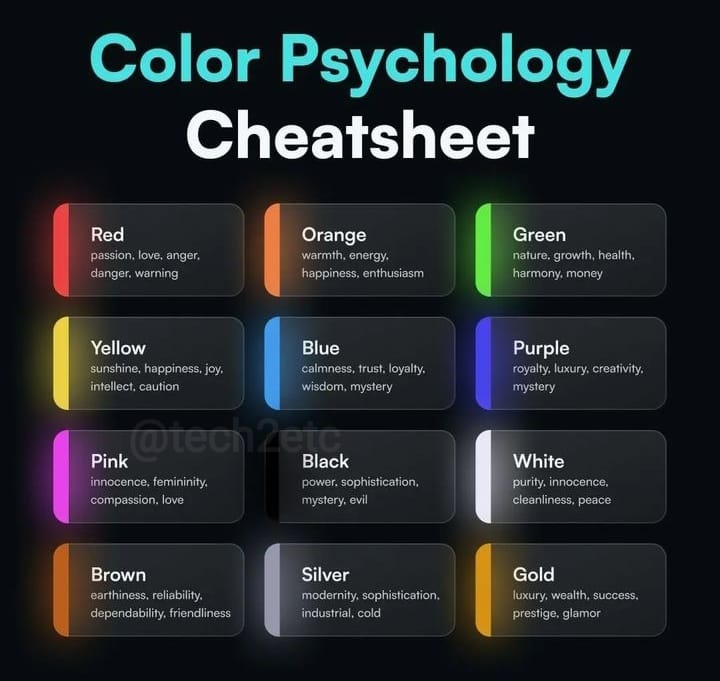 Color Psychology
Cheatsheet
Red
passion, love, anger,
danger, warning
Orange
warmth, energy,
happiness, enthusiasm
Green
nature, growth, health,
harmony, money
Yellow
sunshine, happiness, joy,
intellect, caution
Blue
calmness, trust, loyalty,
wisdom, mystery
Purple
royalty, luxury, creativity,
mystery
@tech2etc
Pink
innocence, femininity,
compassion, love
Black
power, sophistication,
mystery, evil
White
purity, innocence,
cleanliness, peace
Brown
earthiness, reliability,
dependability, friendliness
Silver
modernity, sophistication,
industrial, cold
Gold
luxury, wealth, success,
prestige, glamor